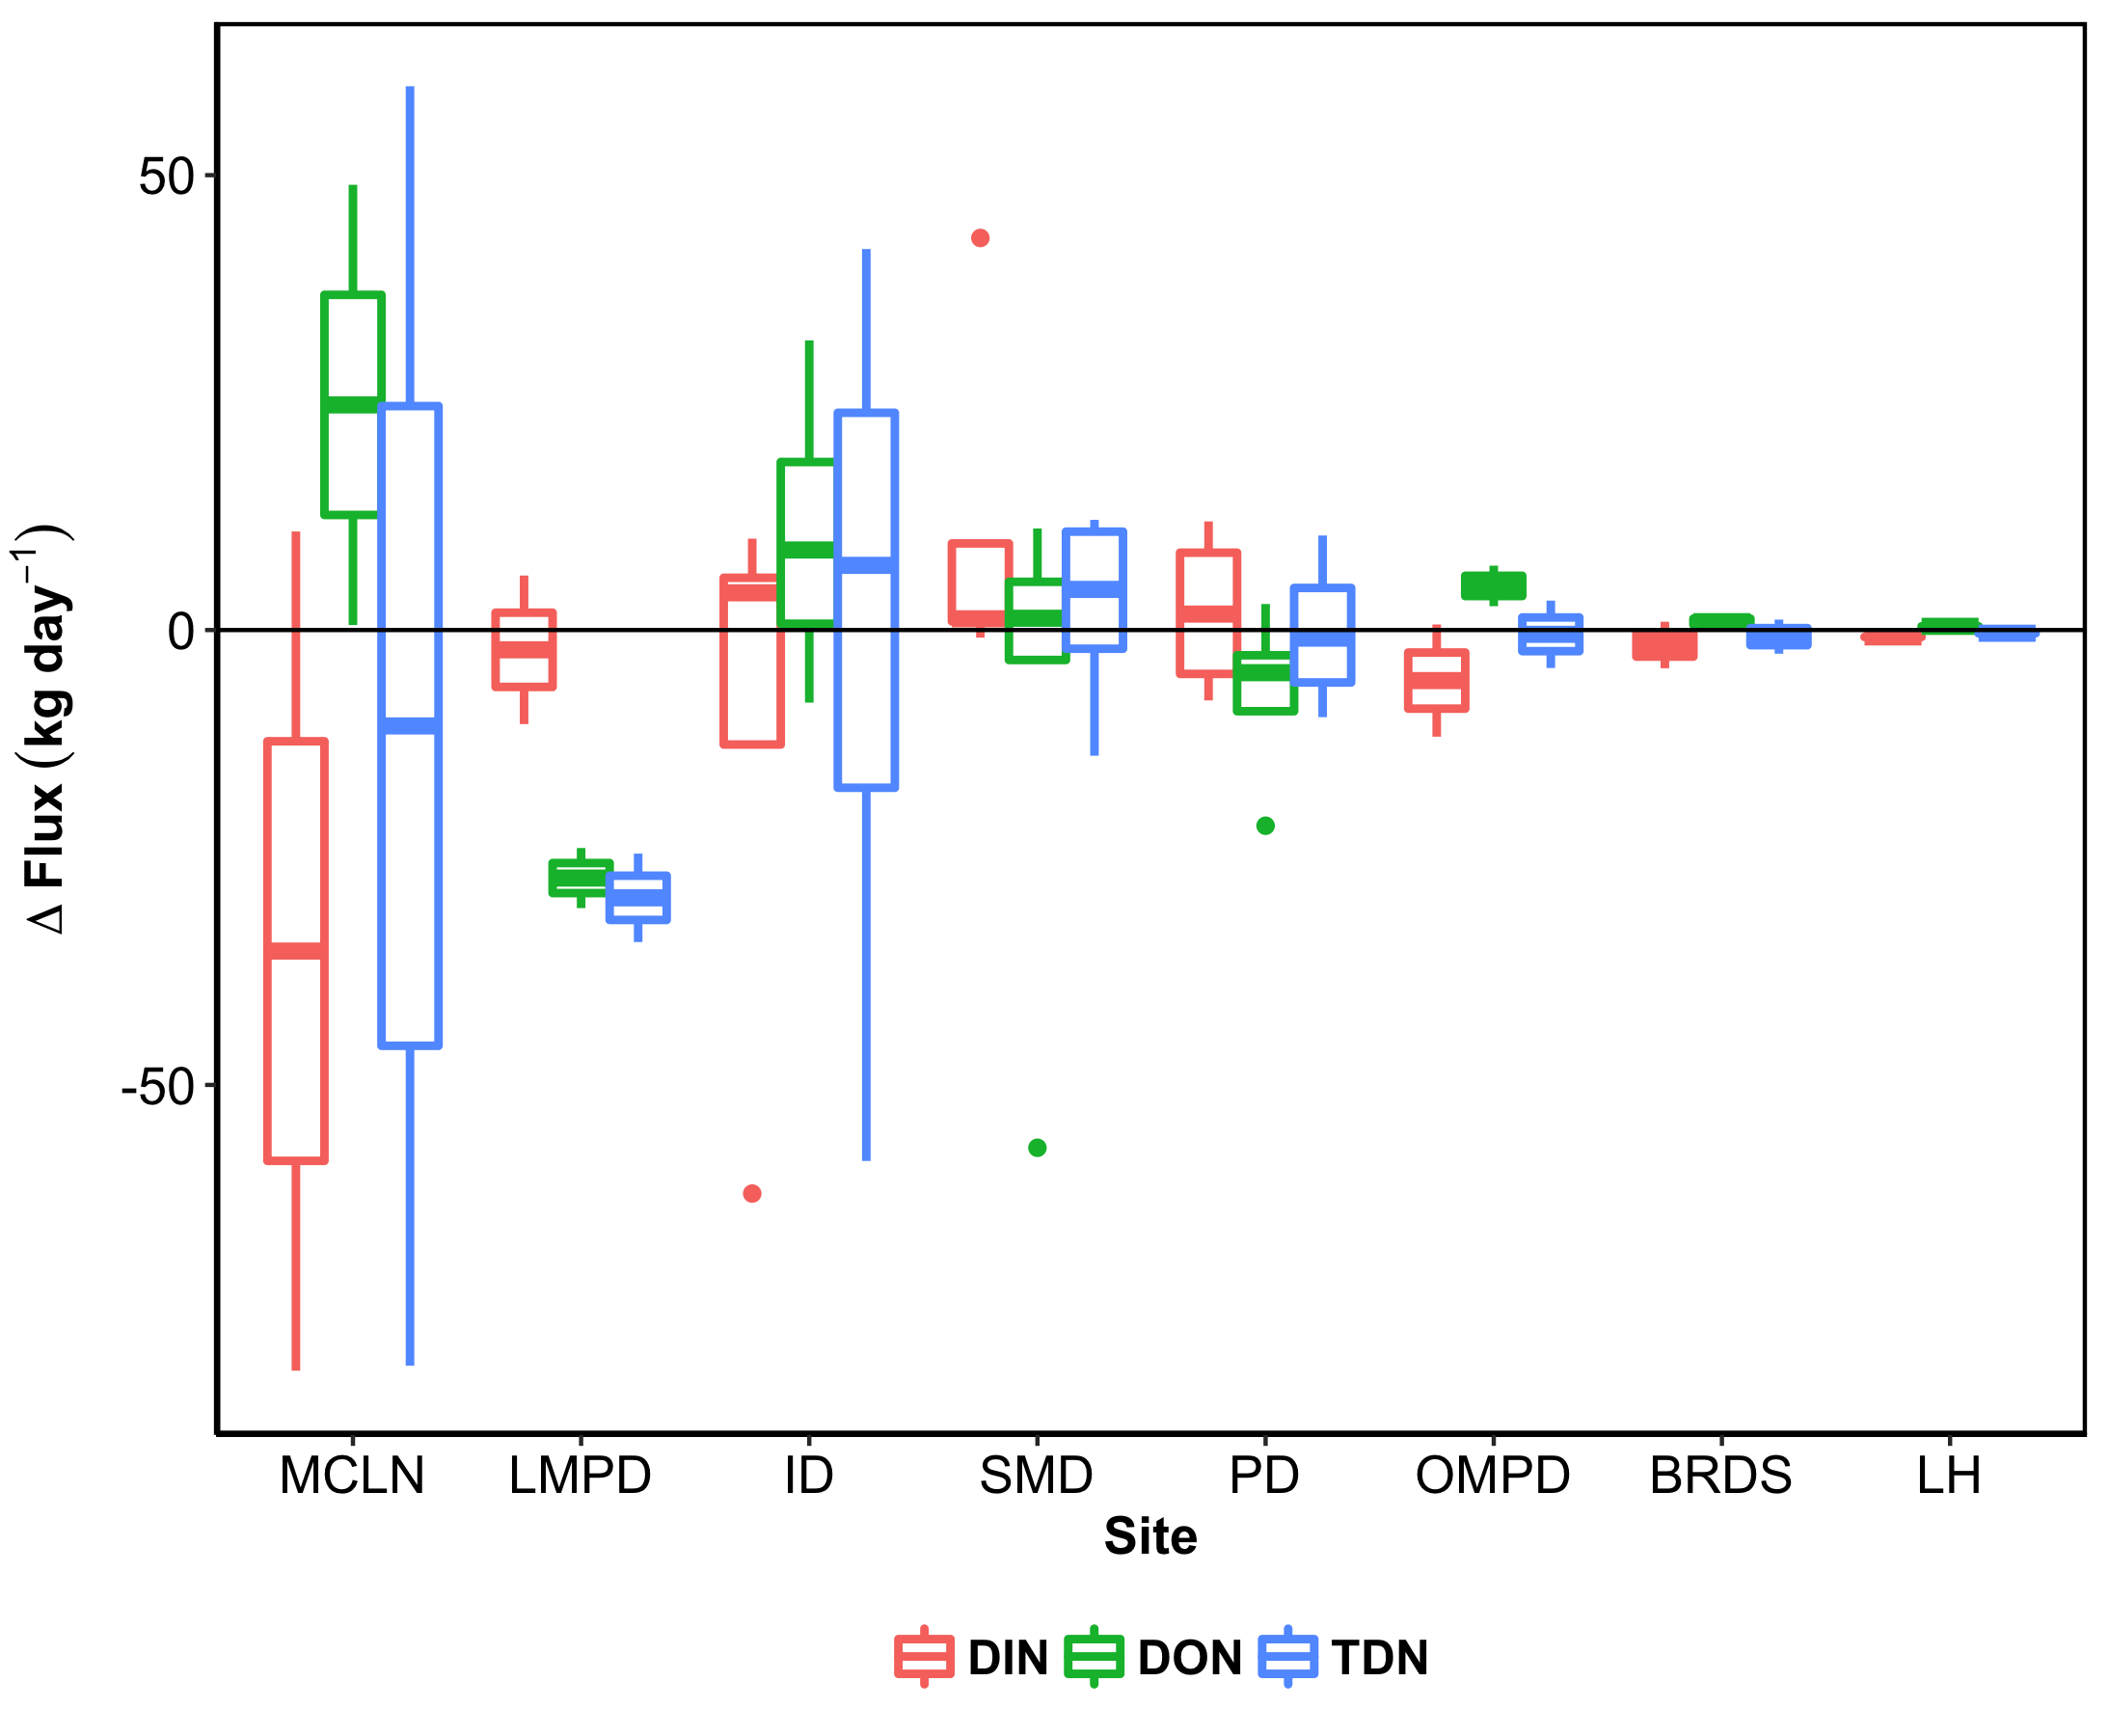 Δ Flux (kg day⁻¹)
50
0
-50
MCLN LMPD ID SMD PD OMPD BRDS LH
Site
DIN DON TDN